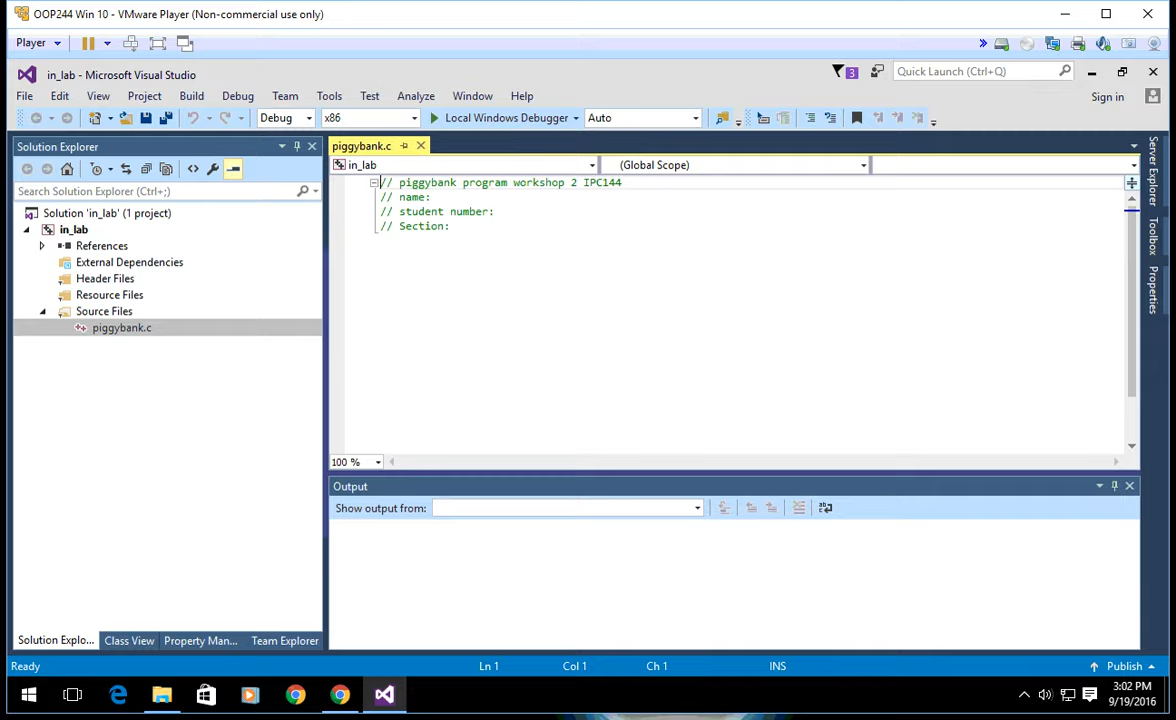 OOP244 Win 10 - VMware Player (Non-commercial use only)
Player
in_lab - Microsoft Visual Studio
3
Quick Launch (Ctrl+Q)
File Edit View Project Build Debug Team Tools Test Analyze Window Help
Sign in
Debug x86 Local Windows Debugger Auto
Solution Explorer
Search Solution Explorer (Ctrl+;)
Solution 'in_lab' (1 project)
in_lab
References
External Dependencies
Header Files
Resource Files
Source Files
piggybank.c
Solution Explo... Class View Property Man... Team Explorer
piggybank.c
in_lab (Global Scope)
// piggybank program workshop 2 IPC144
// name:
// student number:
// Section:
100 %
Output
Show output from:
Server Explorer
Toolbox
Properties
Ready Ln 1 Col 1 Ch 1 INS Publish
3:02 PM
9/19/2016